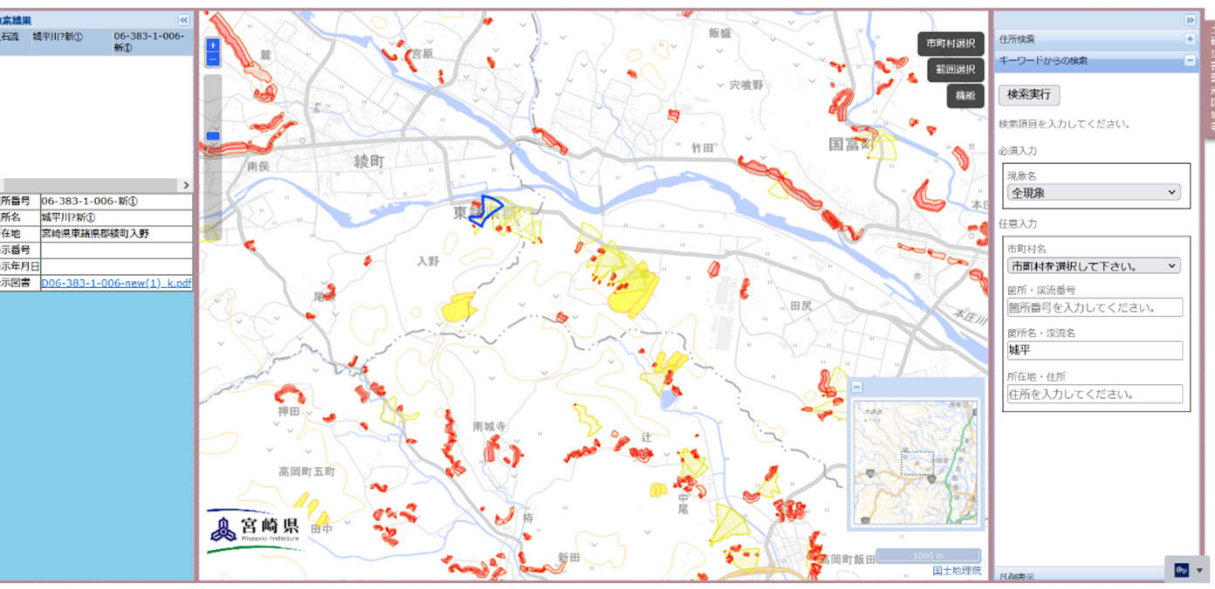 索結果
石流 城平川?新① 06-383-1-006-新①
所番号 06-383-1-006-新①
所名 城平川?新①
在地 宮崎県東諸県郡綾町入野
示番号
示年月日
示図書 D06-383-1-006-new(1)_k.pdf
麓
宮原
飯盛
穴喰野
南俣
綾町
竹田
国富町
東諸県郡
入野
尾
田尻
本庄川
押田
南城寺
辻
高岡町五町
田中
中尾
栫
新田
高岡町飯田
宮崎県
Miyazaki Prefecture
1000 m
国土地理院
市町村選択
範囲選択
機能
住所検索
キーワードからの検索
検索実行
検索項目を入力してください。
必須入力
現象名
全現象
任意入力
市町村名
市町村を選択して下さい。
箇所・渓流番号
箇所番号を入力してください。
箇所名・渓流名
城平
所在地・住所
住所を入力してください。
凡例表示